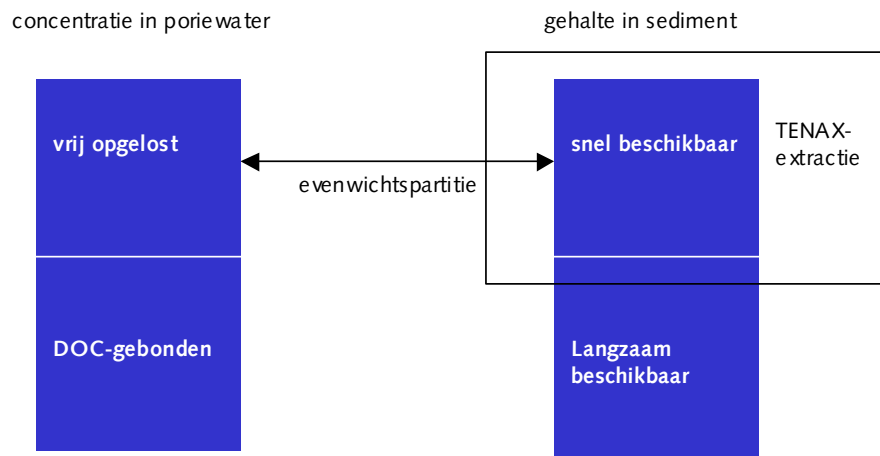 concentratie in poriewater
gehalte in sediment
vrij opgelost
snel beschikbaar
TENAX-
extractie
evenwichtspartitie
DOC-gebonden
Langzaam
beschikbaar